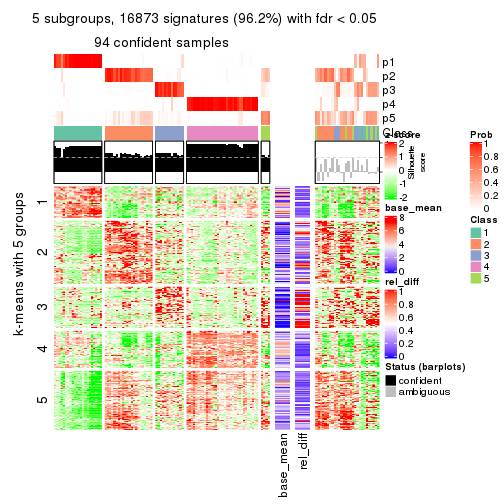 5 subgroups, 16873 signatures (96.2%) with fdr < 0.05
94 confident samples
p1
p2
p3
p4
p5
Class
z-score
2
1
0
-1
-2
Silhouette
score
Prob
1
0.8
0.6
0.4
0.2
0
base_mean
8
6
4
2
0
Class
1
2
3
4
5
rel_diff
1
0.8
0.6
0.4
0.2
0
Status (barplots)
confident
ambiguous
k-means with 5 groups
1
2
3
4
5
base_mean
rel_diff